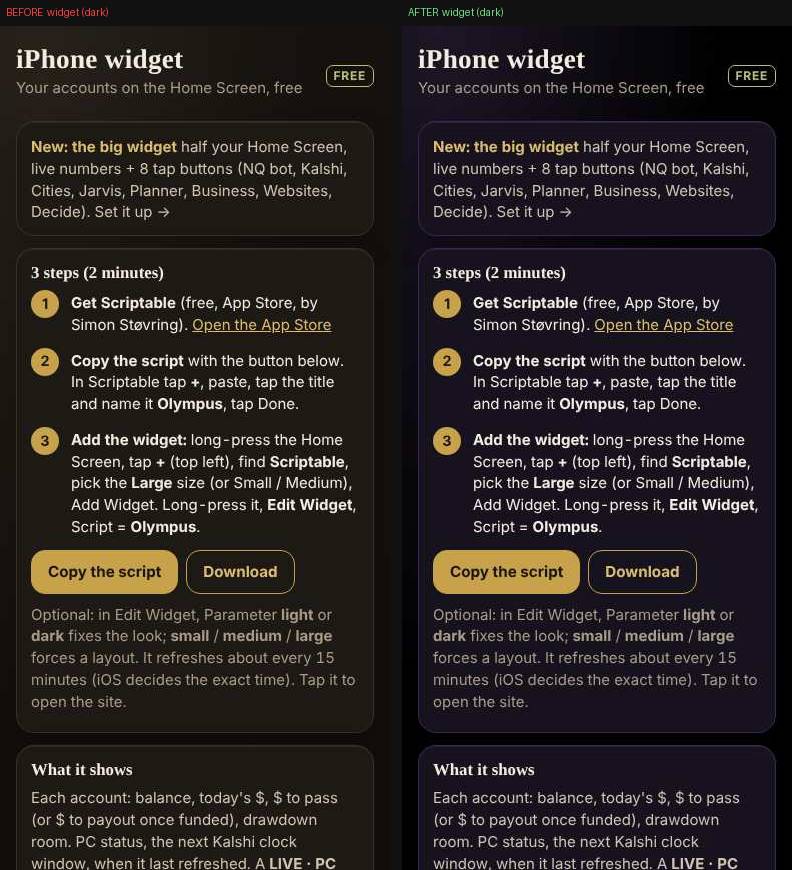 BEFORE widget (dark)
iPhone widget
Your accounts on the Home Screen, free
FREE
New: the big widget half your Home Screen,
live numbers + 8 tap buttons (NQ bot, Kalshi,
Cities, Jarvis, Planner, Business, Websites,
Decide). Set it up →
3 steps (2 minutes)
1 Get Scriptable (free, App Store, by
Simon Støvring). Open the App Store
2 Copy the script with the button below.
In Scriptable tap +, paste, tap the title
and name it Olympus, tap Done.
3 Add the widget: long-press the Home
Screen, tap + (top left), find Scriptable,
pick the Large size (or Small / Medium),
Add Widget. Long-press it, Edit Widget,
Script = Olympus.
Copy the script Download
Optional: in Edit Widget, Parameter light or
dark fixes the look; small / medium / large
forces a layout. It refreshes about every 15
minutes (iOS decides the exact time). Tap it to
open the site.
What it shows
Each account: balance, today's $, $ to pass
(or $ to payout once funded), drawdown
room. PC status, the next Kalshi clock
window, when it last refreshed. A LIVE · PC
AFTER widget (dark)
iPhone widget
Your accounts on the Home Screen, free
FREE
New: the big widget half your Home Screen,
live numbers + 8 tap buttons (NQ bot, Kalshi,
Cities, Jarvis, Planner, Business, Websites,
Decide). Set it up →
3 steps (2 minutes)
1 Get Scriptable (free, App Store, by
Simon Støvring). Open the App Store
2 Copy the script with the button below.
In Scriptable tap +, paste, tap the title
and name it Olympus, tap Done.
3 Add the widget: long-press the Home
Screen, tap + (top left), find Scriptable,
pick the Large size (or Small / Medium),
Add Widget. Long-press it, Edit Widget,
Script = Olympus.
Copy the script Download
Optional: in Edit Widget, Parameter light or
dark fixes the look; small / medium / large
forces a layout. It refreshes about every 15
minutes (iOS decides the exact time). Tap it to
open the site.
What it shows
Each account: balance, today's $, $ to pass
(or $ to payout once funded), drawdown
room. PC status, the next Kalshi clock
window, when it last refreshed. A LIVE · PC